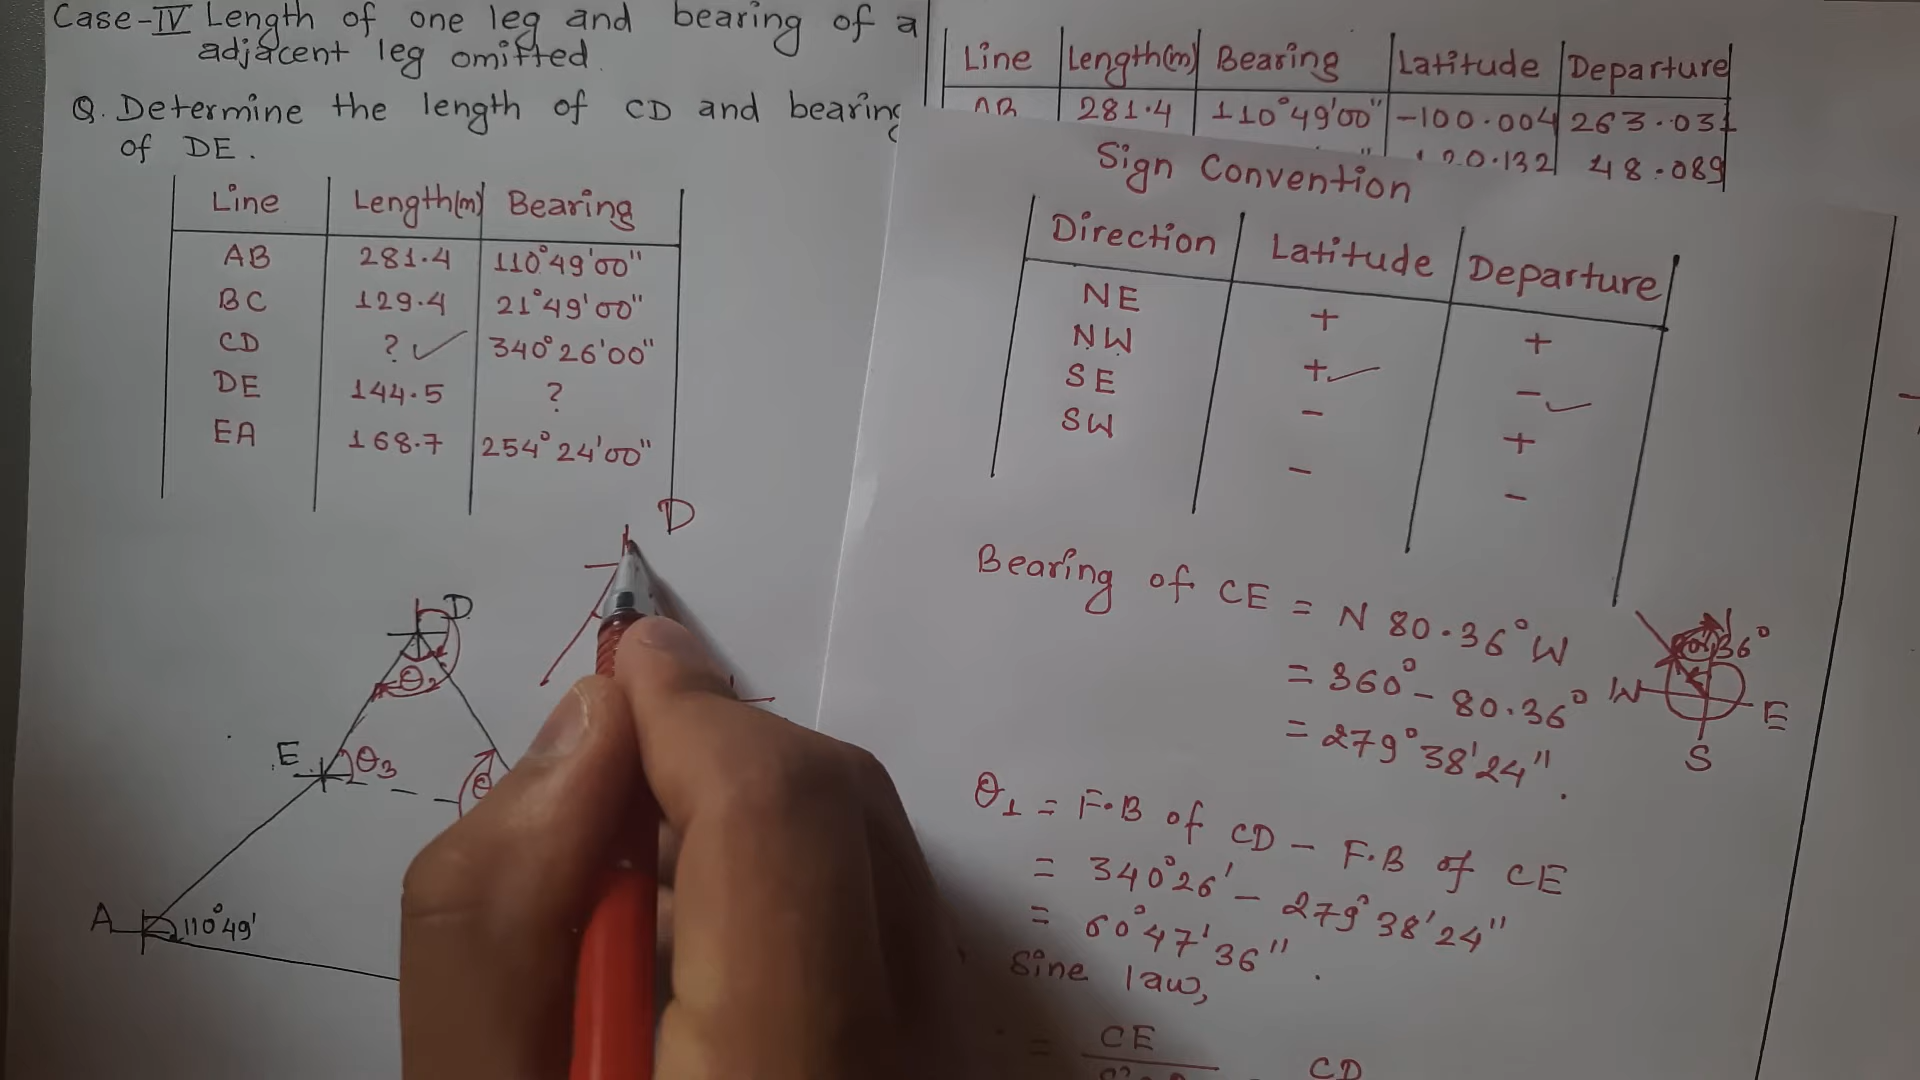 Case-IV Length of one leg and bearing of a
adjacent leg omitted.
Q. Determine the length of CD and bearing
of DE.
Line Length(m) Bearing
AB 281.4 110°49'00"
BC 129.4 21°49'00"
CD ? ✓ 340°26'00"
DE 144.5 ?
EA 168.7 254°24'00"
D
D
θ₂
E
θ₃
θ
A 110°49'
Line Length(m) Bearing Latitude Departure
AB 281.4 110°49'00" -100.004 263.031
20.132 48.089
Sign Convention
Direction Latitude Departure
NE + +
NW +✓ -✓
SE - +
SW - -
Bearing of CE = N 80.36° W
= 360° - 80.36°
= 279°38'24".
N
36°
W
E
S
θ₁ = F.B of CD - F.B of CE
= 340°26' - 279°38'24"
= 60°47'36".
Sine law,
= CE
CD